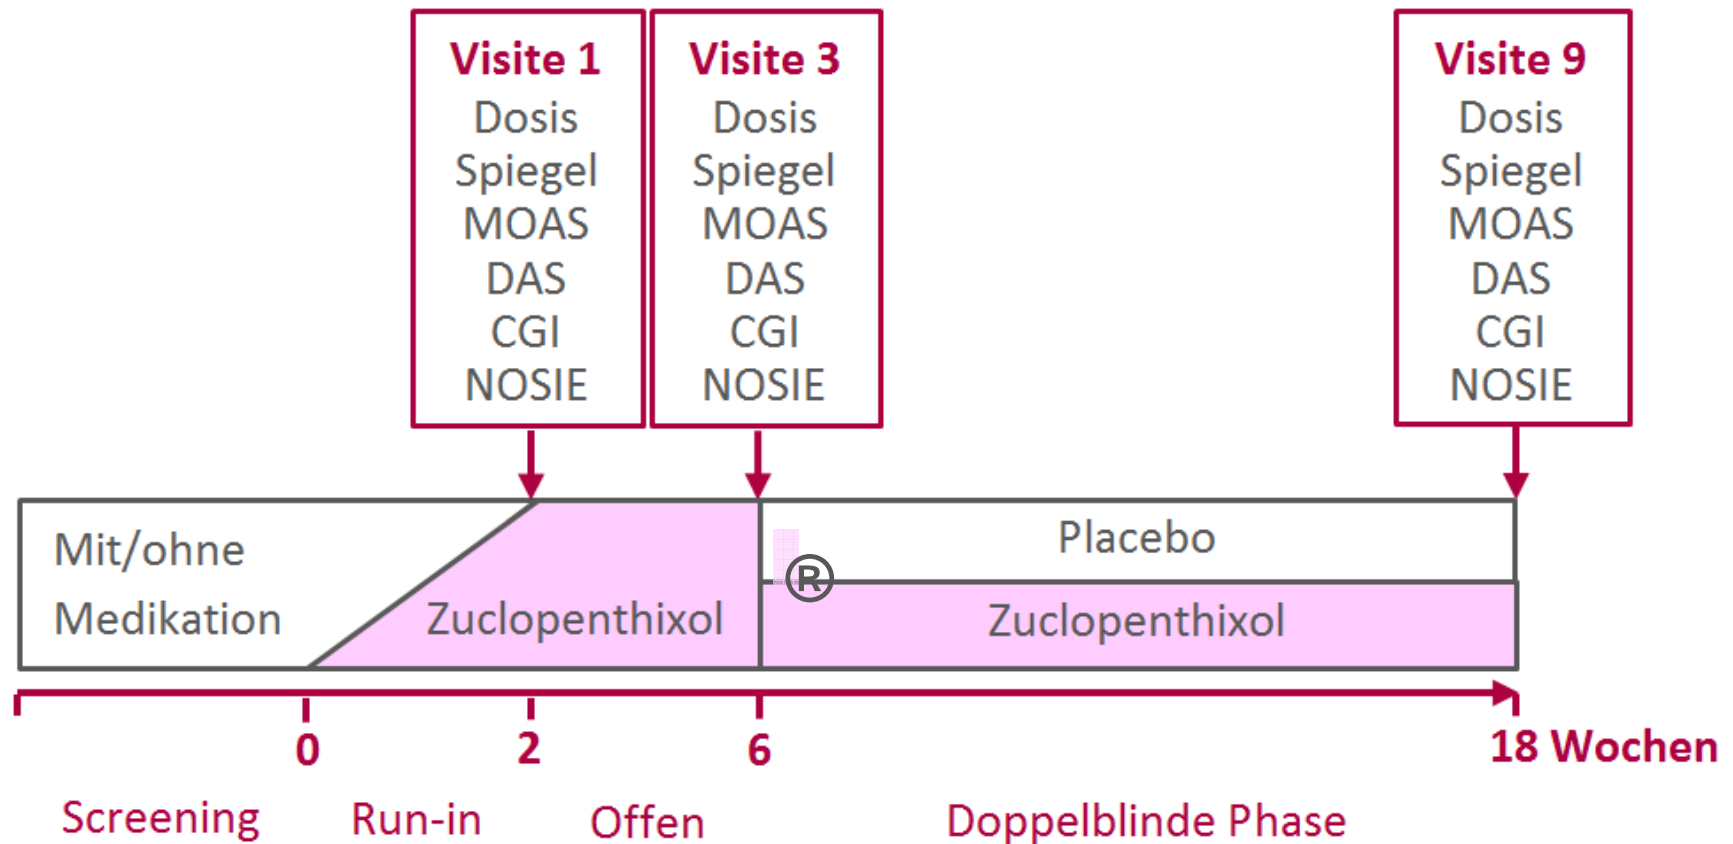 Visite 1
Dosis
Spiegel
MOAS
DAS
CGI
NOSIE
Visite 3
Dosis
Spiegel
MOAS
DAS
CGI
NOSIE
Visite 9
Dosis
Spiegel
MOAS
DAS
CGI
NOSIE
Mit/ohne
Medikation
Zuclopenthixol
®
Placebo
Zuclopenthixol
0
2
6
18 Wochen
Screening
Run-in
Offen
Doppelblinde Phase